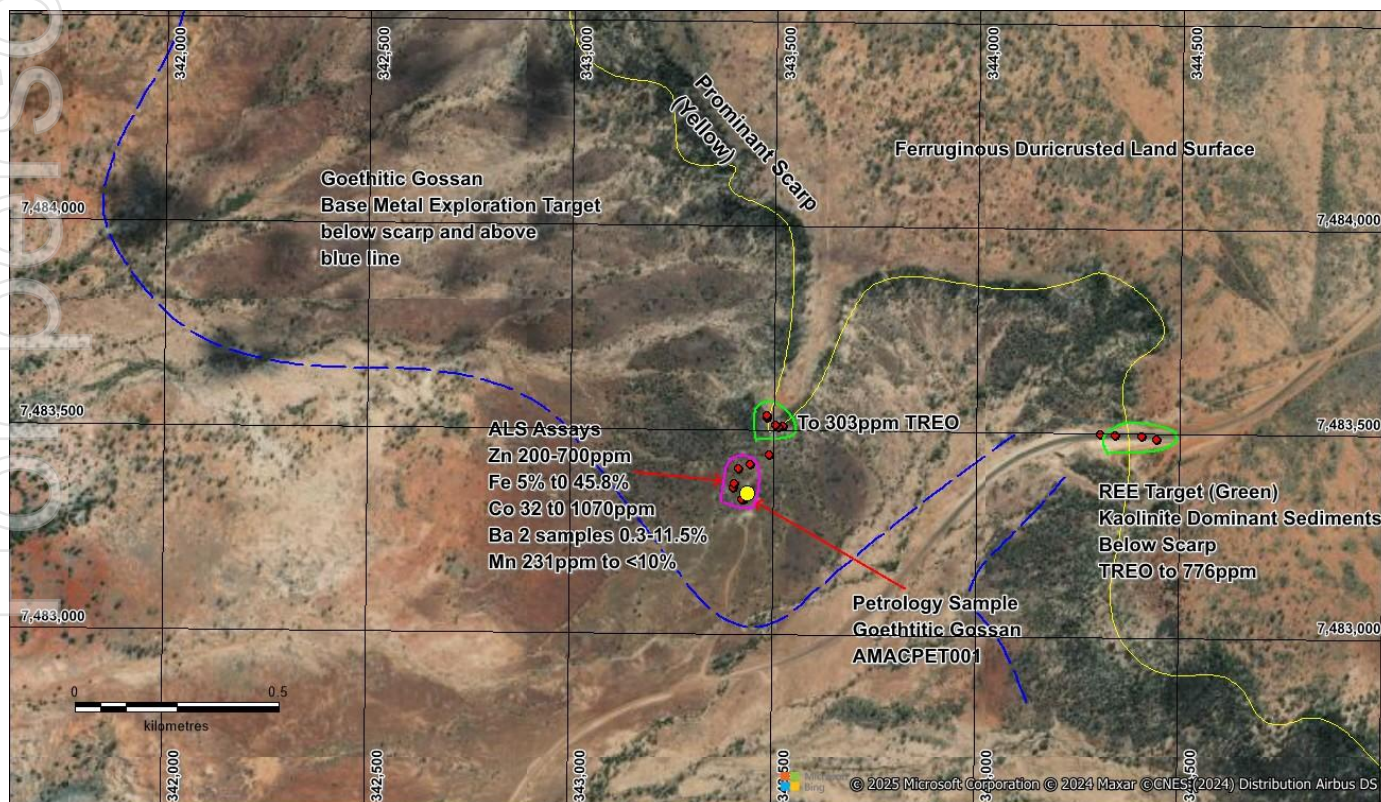 342,000
342,500
343,000
343,500
344,000
344,500
Prominant Scarp
(Yellow)
Ferruginous Duricrusted Land Surface
Goethitic Gossan
Base Metal Exploration Target
below scarp and above
blue line
7,484,000
7,484,000
7,483,500
7,483,500
To 303ppm TREO
ALS Assays
Zn 200-700ppm
Fe 5% t0 45.8%
Co 32 t0 1070ppm
Ba 2 samples 0.3-11.5%
Mn 231ppm to <10%
REE Target (Green)
Kaolinite Dominant Sediments
Below Scarp
TREO to 776ppm
Petrology Sample
Goethtitic Gossan
AMACPET001
7,483,000
7,483,000
0 0.5
kilometres
342,000
342,500
343,000
343,500
344,000
344,500
Bing
© 2025 Microsoft Corporation © 2024 Maxar ©CNES (2024) Distribution Airbus DS